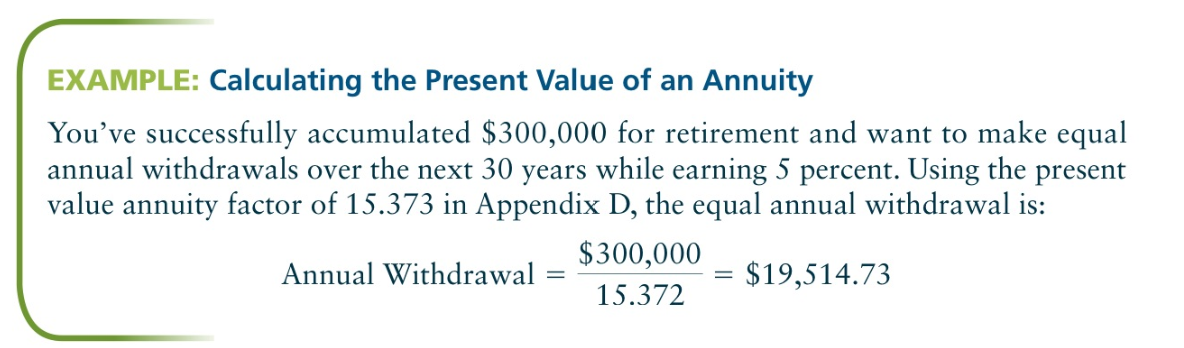 EXAMPLE: Calculating the Present Value of an Annuity
You’ve successfully accumulated $300,000 for retirement and want to make equal
annual withdrawals over the next 30 years while earning 5 percent. Using the present
value annuity factor of 15.373 in Appendix D, the equal annual withdrawal is:
Annual Withdrawal = $300,000 / 15.372 = $19,514.73